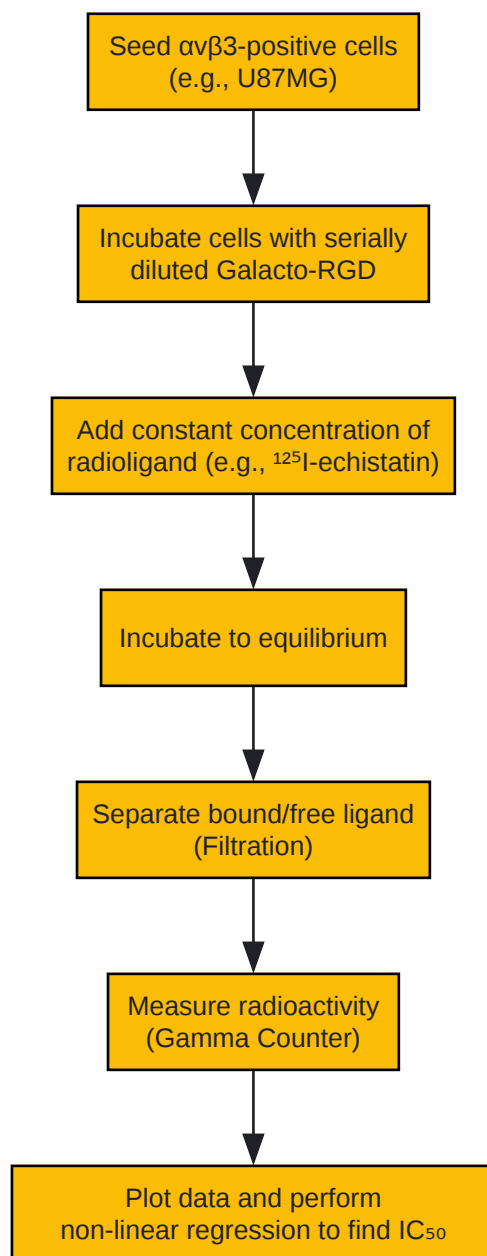 Seed αvβ3-positive cells
(e.g., U87MG)
Incubate cells with serially
diluted Galacto-RGD
Add constant concentration of
radioligand (e.g., ¹²⁵I-echistatin)
Incubate to equilibrium
Separate bound/free ligand
(Filtration)
Measure radioactivity
(Gamma Counter)
Plot data and perform
non-linear regression to find IC₅₀